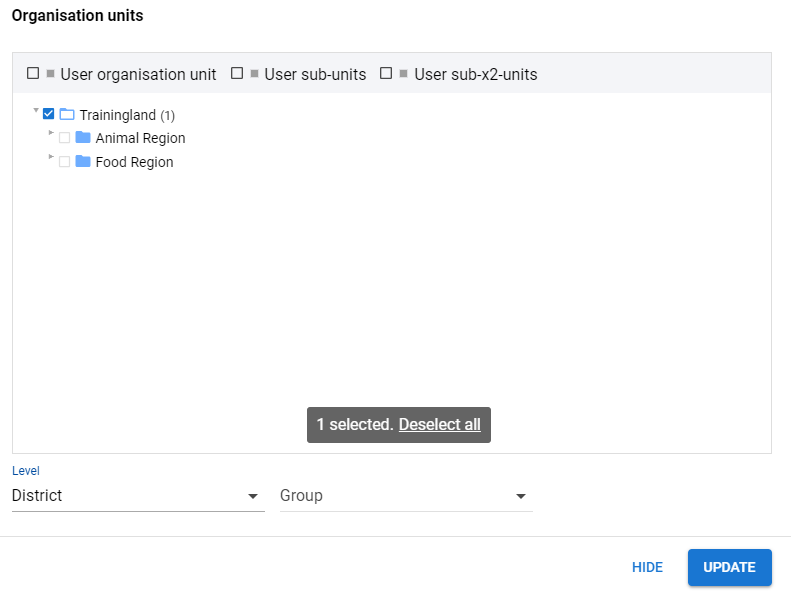 Organisation units
User organisation unit User sub-units User sub-x2-units
Trainingland (1)
Animal Region
Food Region
1 selected. Deselect all
Level
District Group
HIDE UPDATE